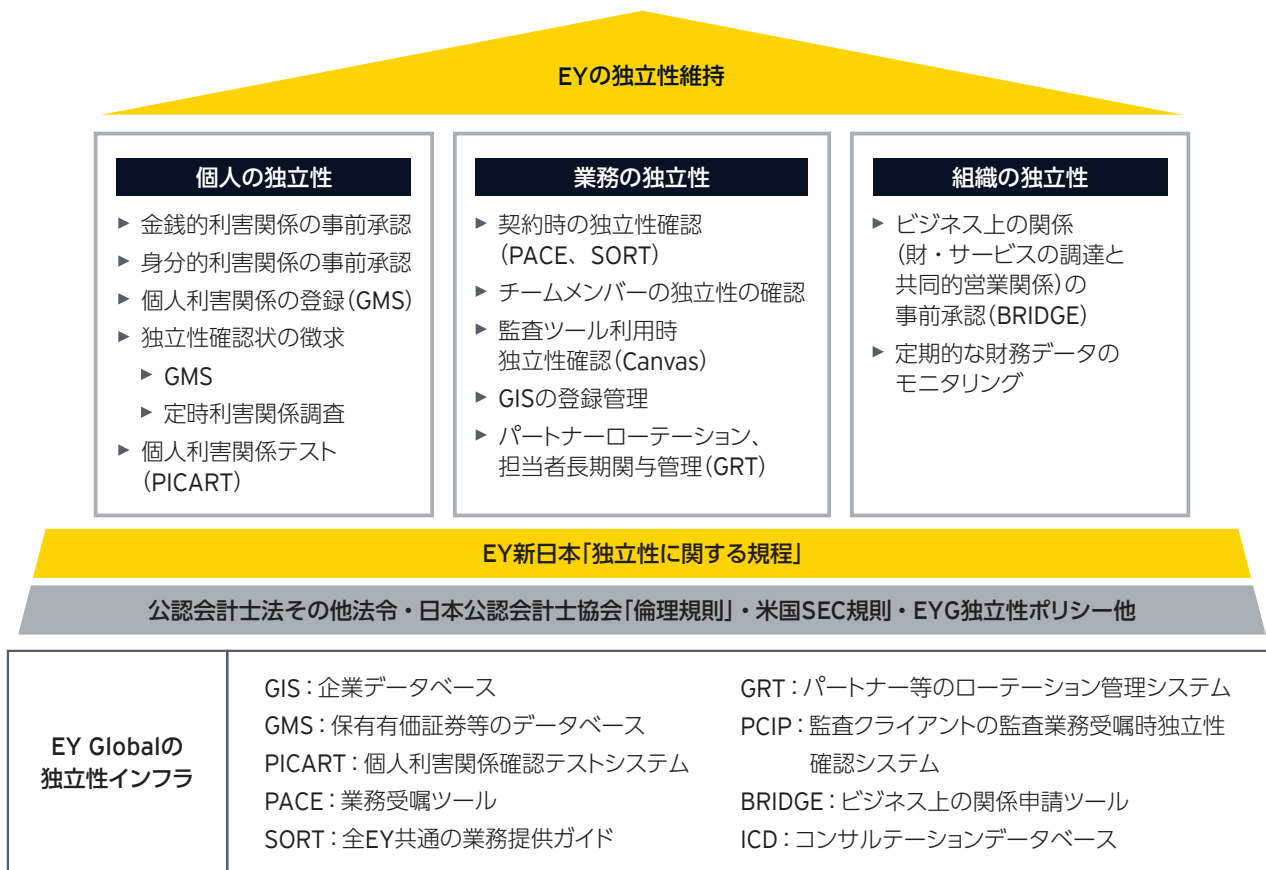 EYの独立性維持
個人の独立性
▶ 金銭的利害関係の事前承認
▶ 身分的利害関係の事前承認
▶ 個人利害関係の登録(GMS)
▶ 独立性確認状の徴求
▶ GMS
▶ 定時利害関係調査
▶ 個人利害関係テスト
(PICART)
業務の独立性
▶ 契約時の独立性確認
(PACE、SORT)
▶ チームメンバーの独立性の確認
▶ 監査ツール利用時
独立性確認(Canvas)
▶ GISの登録管理
▶ パートナーローテーション、
担当者長期関与管理(GRT)
組織の独立性
▶ ビジネス上の関係
(財・サービスの調達と
共同的営業関係)の
事前承認(BRIDGE)
▶ 定期的な財務データの
モニタリング
EY新日本「独立性に関する規程」
公認会計士法その他法令・日本公認会計士協会「倫理規則」・米国SEC規則・EYG独立性ポリシー他
EY Globalの
独立性インフラ
GIS：企業データベース
GMS：保有有価証券等のデータベース
PICART：個人利害関係確認テストシステム
PACE：業務受嘱ツール
SORT：全EY共通の業務提供ガイド
GRT：パートナー等のローテーション管理システム
PCIP：監査クライアントの監査業務受嘱時独立性
確認システム
BRIDGE：ビジネス上の関係申請ツール
ICD：コンサルテーションデータベース